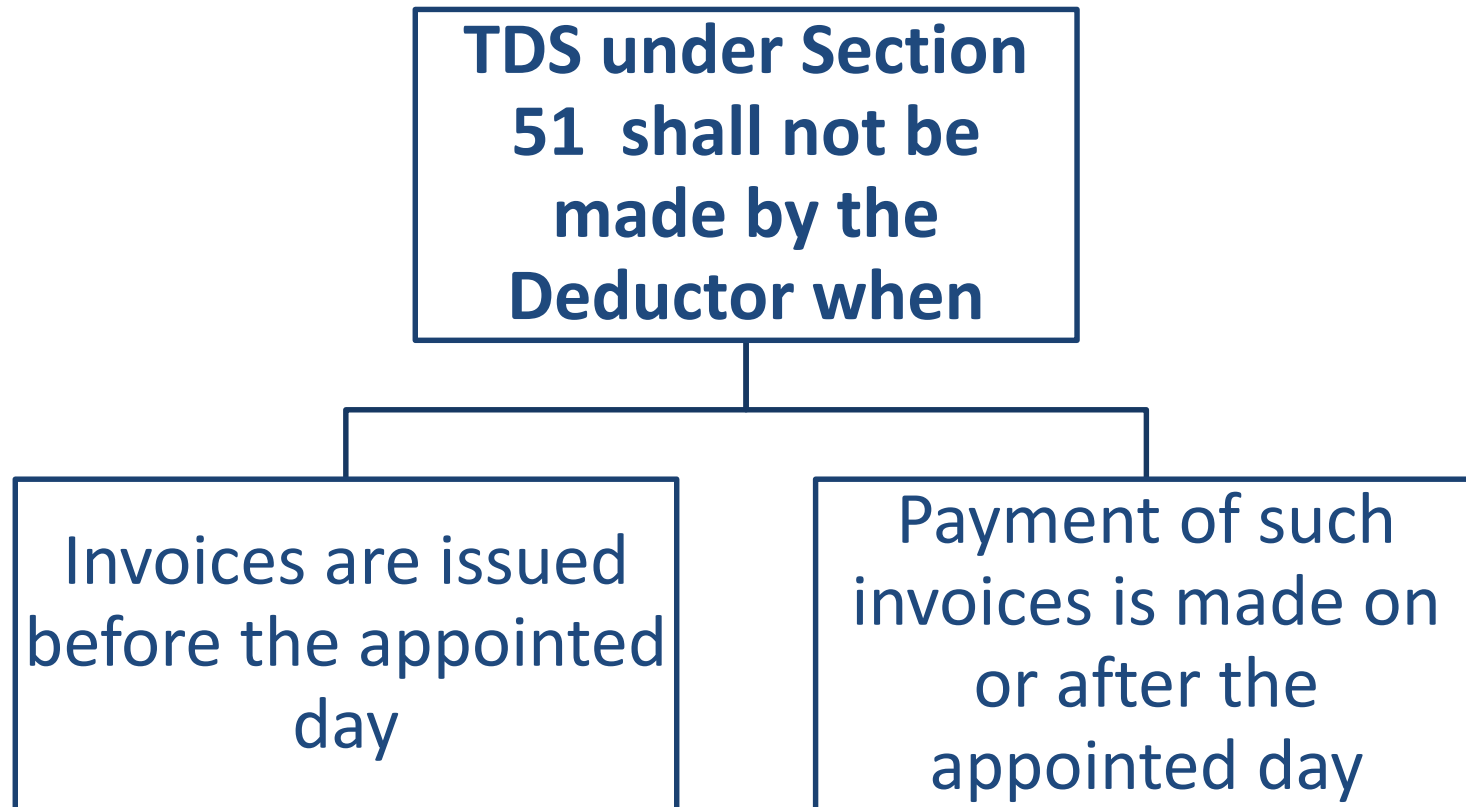 TDS under Section
51 shall not be
made by the
Deductor when
Invoices are issued
before the appointed
day
Payment of such
invoices is made on
or after the
appointed day